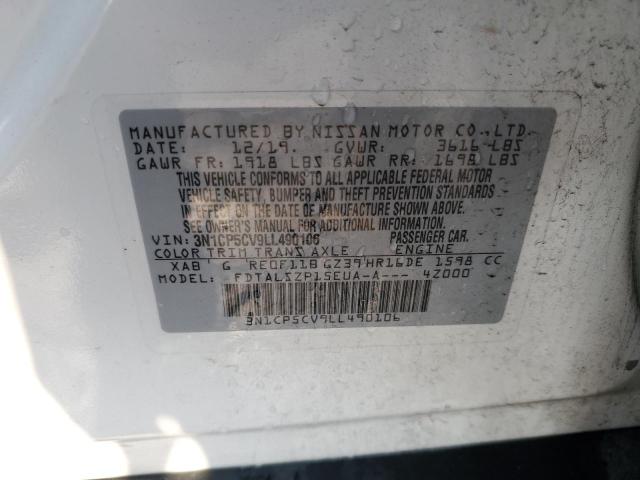 MANUFACTURED BY NISSAN MOTOR CO.,LTD.
DATE: 12/19. GVWR: 3616 LBS
GAWR FR: 1918 LBS GAWR RR: 1698 LBS
THIS VEHICLE CONFORMS TO ALL APPLICABLE FEDERAL MOTOR
VEHICLE SAFETY, BUMPER AND THEFT PREVENTION STANDARDS
IN EFFECT ON THE DATE OF MANUFACTURE SHOWN ABOVE.
SEE OWNER'S MANUAL FOR ADDITIONAL INFORMATION
VIN: 3N1CP5CV9LL490106 PASSENGER CAR.
COLOR TRIM TRANS AXLE ENGINE
XAB G RE0F11B GZ39 HR16DE 1598 CC
MODEL: FDTALSZP15EUA-A--- 4Z000
3N1CP5CV9LL490106